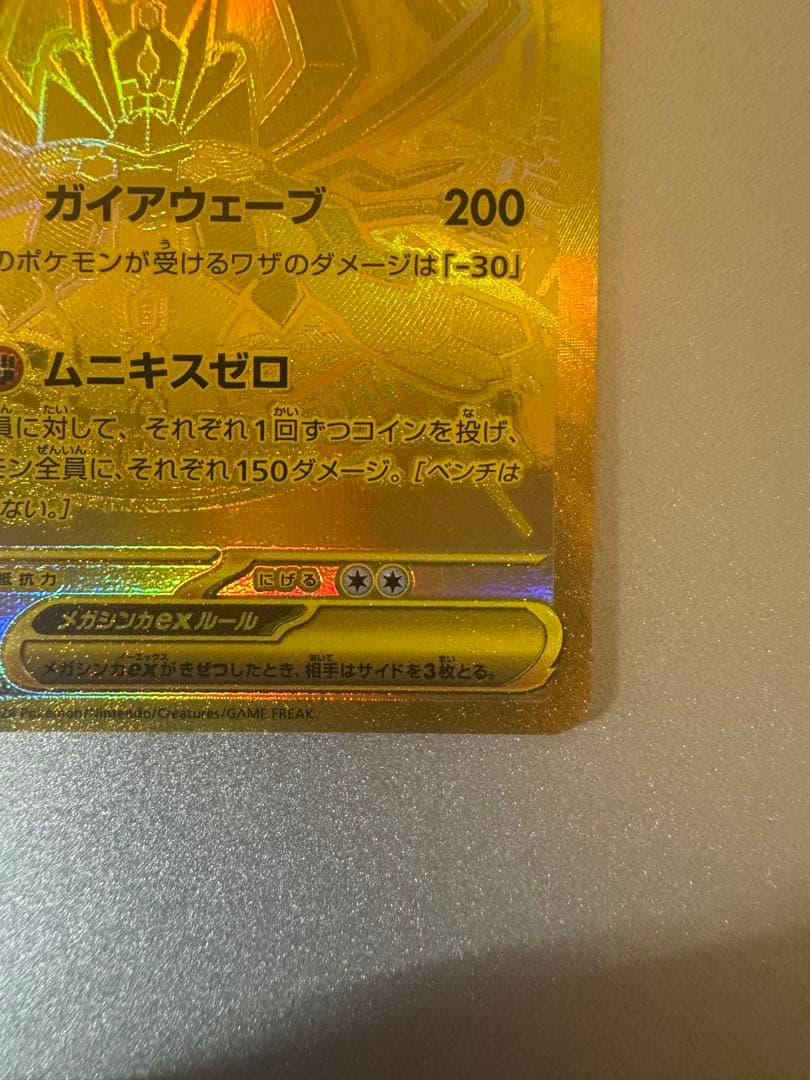 ガイアウェーブ 200
のポケモンが受けるワザのダメージは「-30」
ムニキスゼロ
員に対して、それぞれ1回ずつコインを投げ、
モン全員に、それぞれ150ダメージ。[ベンチは
ない。]
抵抗力 にげる
メガシンカexルール
メガシンカexがきぜつしたとき、相手はサイドを3枚とる。
24 Pokémon/Nintendo/Creatures/GAME FREAK.